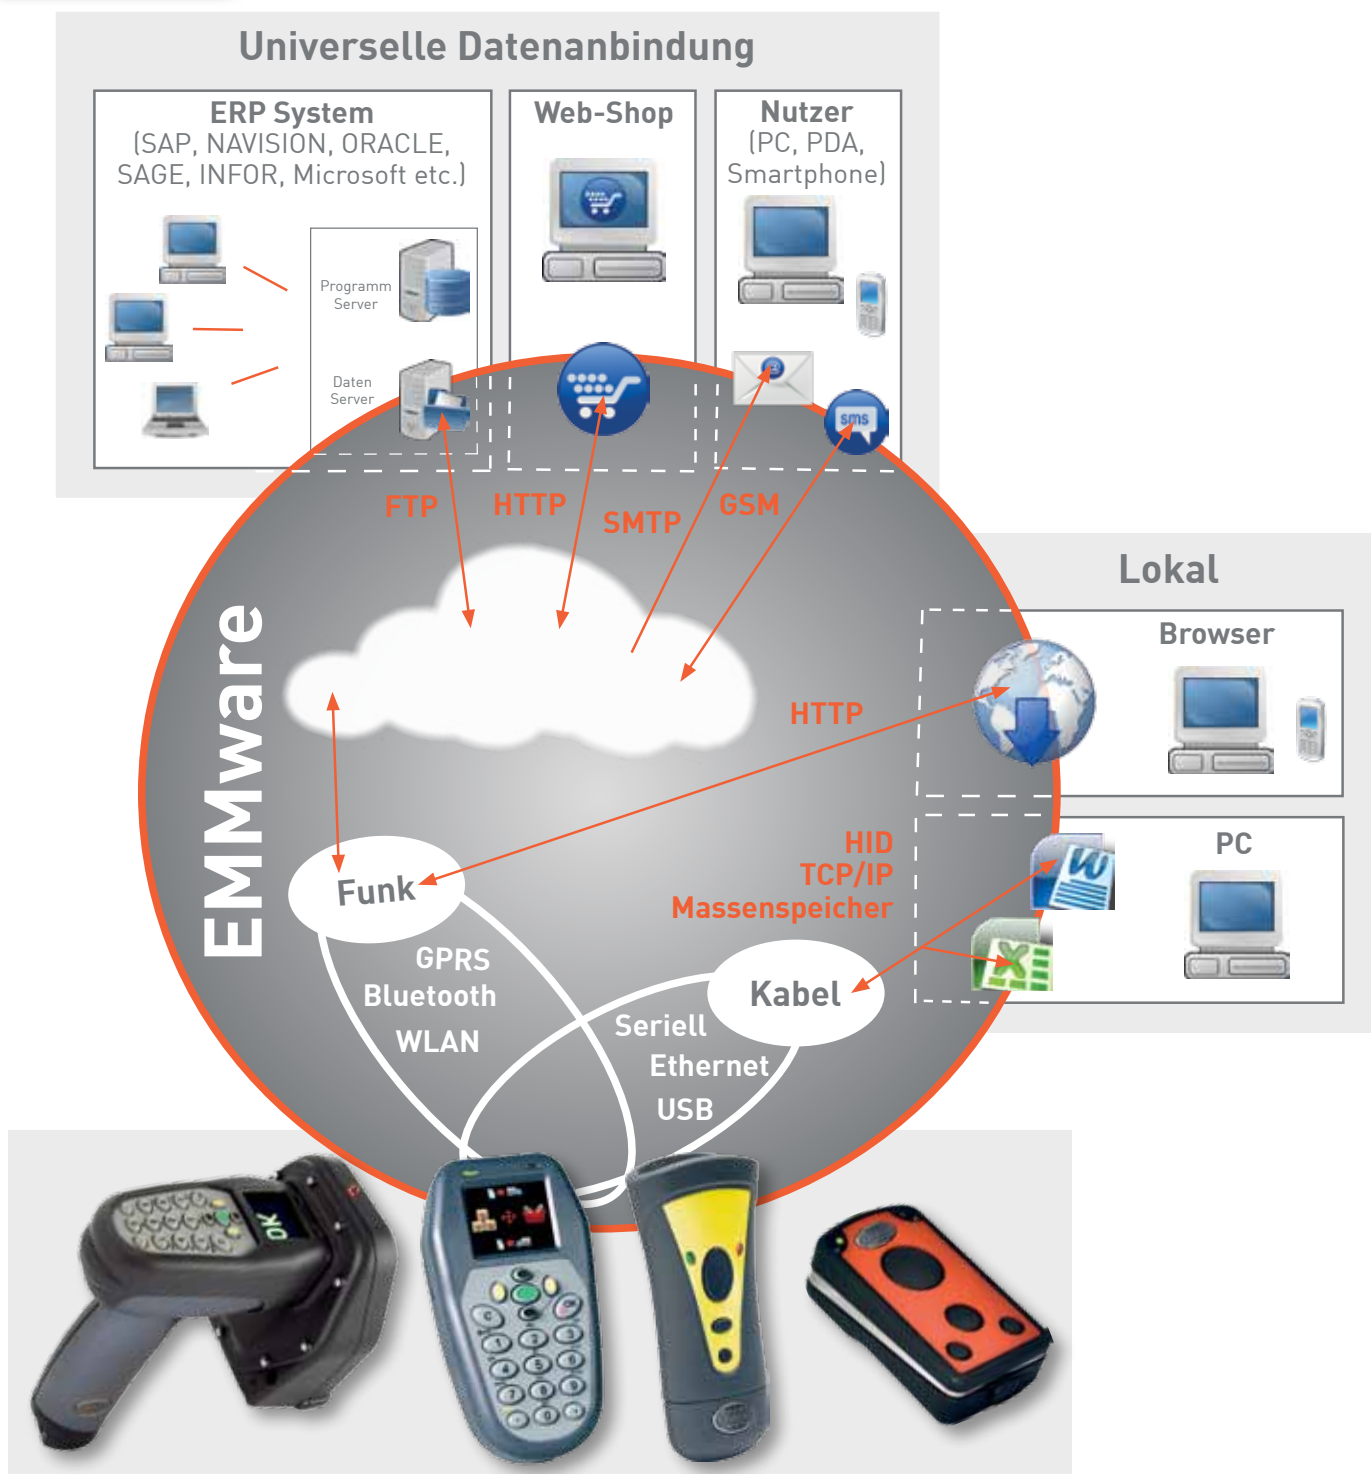 Universelle Datenanbindung
ERP System
(SAP, NAVISION, ORACLE,
SAGE, INFOR, Microsoft etc.)
Programm
Server
Daten
Server
Web-Shop
Nutzer
(PC, PDA,
Smartphone)
sms
FTP
HTTP
SMTP
GSM
Lokal
Browser
HTTP
PC
HID
TCP/IP
Massenspeicher
EMMware
Funk
GPRS
Bluetooth
WLAN
Kabel
Seriell
Ethernet
USB
OK